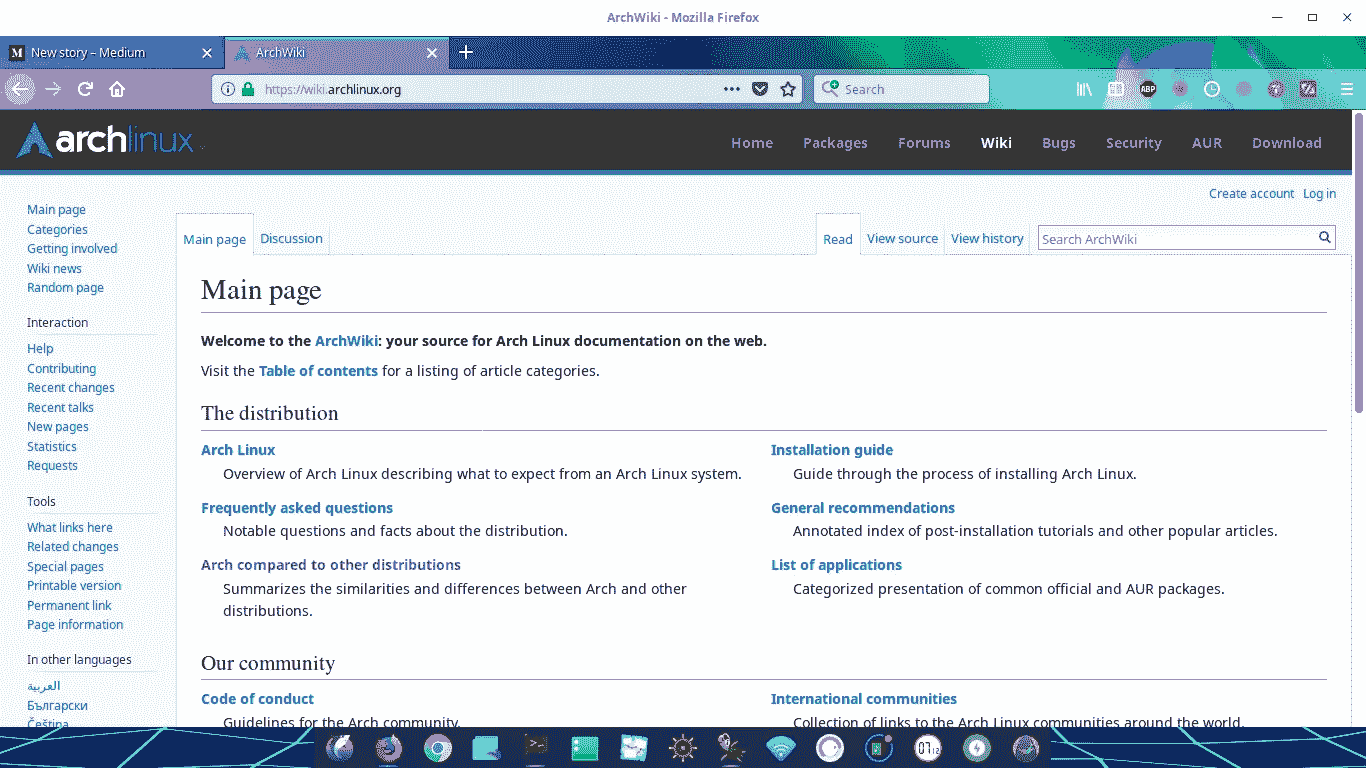 ArchWiki - Mozilla Firefox
M New story – Medium
ArchWiki
https://wiki.archlinux.org
Search
ABP
archlinux
Home Packages Forums Wiki Bugs Security AUR Download
Create account Log in
Main page
Categories
Getting involved
Wiki news
Random page
Interaction
Help
Contributing
Recent changes
Recent talks
New pages
Statistics
Requests
Tools
What links here
Related changes
Special pages
Printable version
Permanent link
Page information
In other languages
العربية
Български
Čeština
Main page Discussion Read View source View history Search ArchWiki
Main page
Welcome to the ArchWiki: your source for Arch Linux documentation on the web.
Visit the Table of contents for a listing of article categories.
The distribution
Arch Linux
Overview of Arch Linux describing what to expect from an Arch Linux system.
Frequently asked questions
Notable questions and facts about the distribution.
Arch compared to other distributions
Summarizes the similarities and differences between Arch and other
distributions.
Installation guide
Guide through the process of installing Arch Linux.
General recommendations
Annotated index of post-installation tutorials and other popular articles.
List of applications
Categorized presentation of common official and AUR packages.
Our community
Code of conduct
Guidelines for the Arch community.
International communities
Collection of links to the Arch Linux communities around the world.